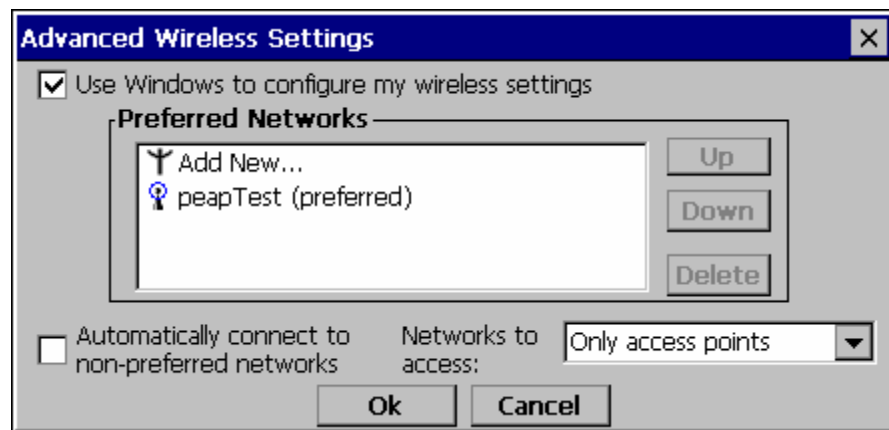 Advanced Wireless Settings
Use Windows to configure my wireless settings
Preferred Networks
Add New...
peapTest (preferred)
Up
Down
Delete
Automatically connect to
non-preferred networks
Networks to
access:
Only access points
Ok
Cancel